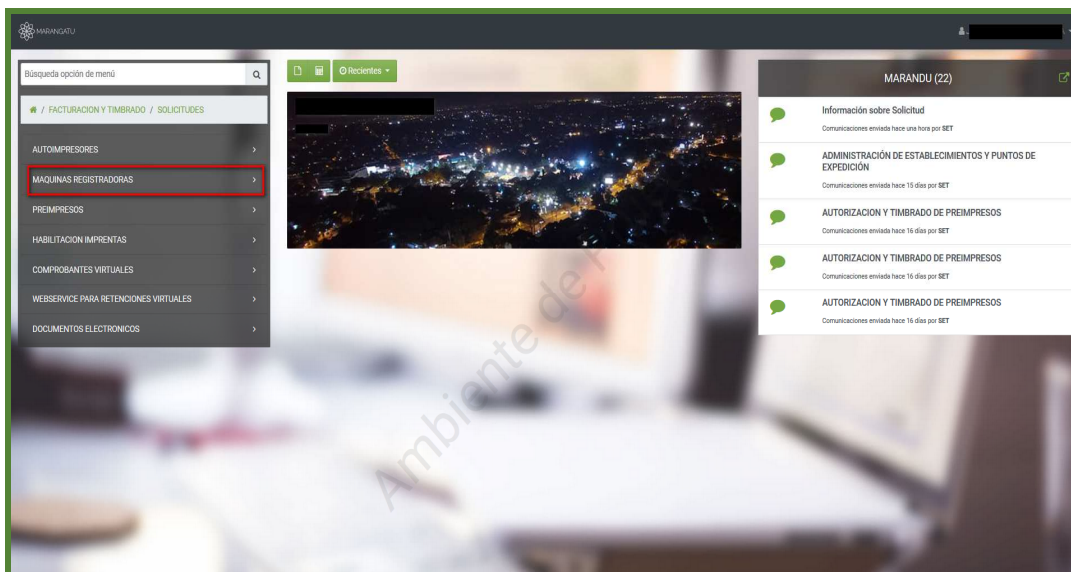 MARANGATU
Búsqueda opción de menú
/ FACTURACION Y TIMBRADO / SOLICITUDES
AUTOIMPRESORES
MAQUINAS REGISTRADORAS
PREIMPRESOS
HABILITACION IMPRENTAS
COMPROBANTES VIRTUALES
WEBSERVICE PARA RETENCIONES VIRTUALES
DOCUMENTOS ELECTRONICOS
Recientes
MARANDU (22)
Información sobre Solicitud
Comunicaciones enviada hace una hora por SET
ADMINISTRACIÓN DE ESTABLECIMIENTOS Y PUNTOS DE
EXPEDICIÓN
Comunicaciones enviada hace 15 días por SET
AUTORIZACION Y TIMBRADO DE PREIMPRESOS
Comunicaciones enviada hace 16 días por SET
AUTORIZACION Y TIMBRADO DE PREIMPRESOS
Comunicaciones enviada hace 16 días por SET
AUTORIZACION Y TIMBRADO DE PREIMPRESOS
Comunicaciones enviada hace 16 días por SET
Ambiente de